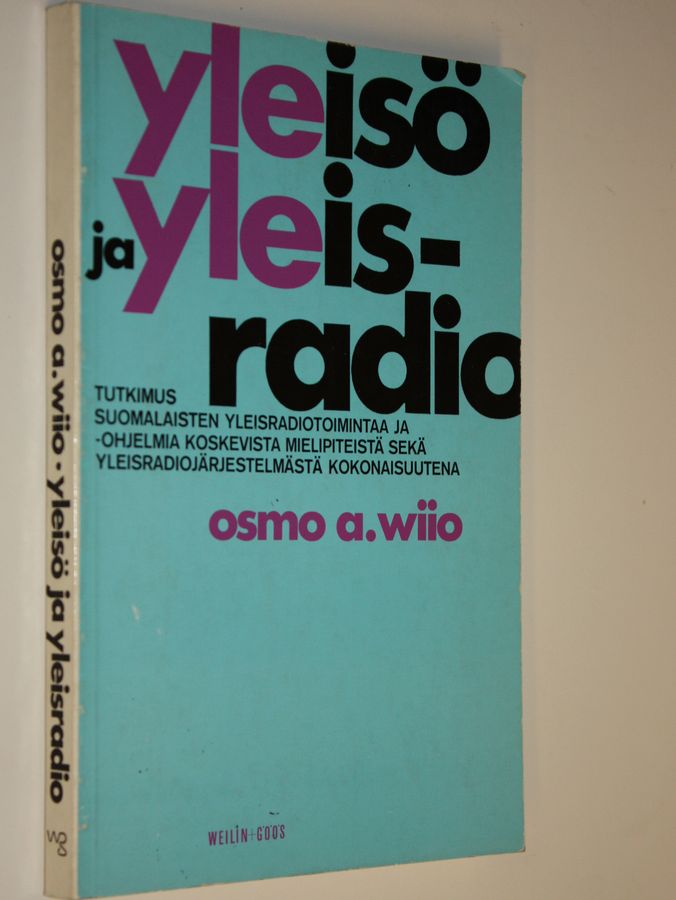 yleisö
ja yleis-
radio
TUTKIMUS
SUOMALAISTEN YLEISRADIOTOIMINTAA JA
-OHJELMIA KOSKEVISTA MIELIPITEISTÄ SEKÄ
YLEISRADIOJÄRJESTELMÄSTÄ KOKONAISUUTENA
osmo a.wiio
WEILIN+GÖÖS
osmo a.wiio · yleisö ja yleisradio